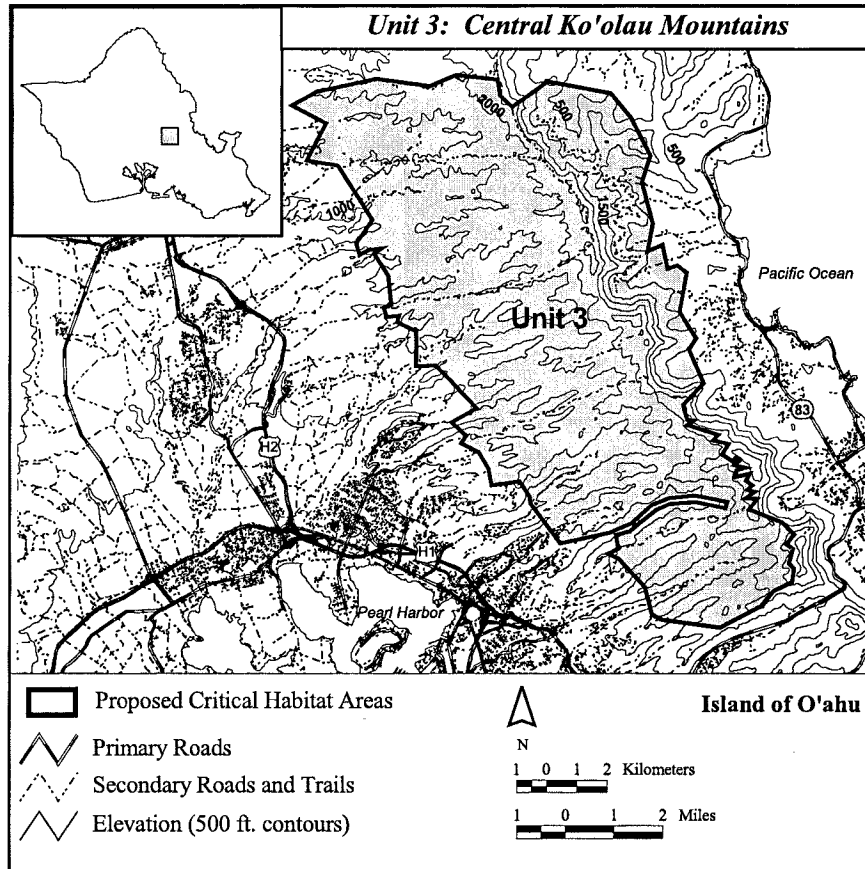 Unit 3: Central Ko'olau Mountains
2000
500
500
1000
1500
Pacific Ocean
Unit 3
83
H2
H1
Pearl Harbor
Proposed Critical Habitat Areas
Island of O'ahu
Primary Roads
N
Secondary Roads and Trails
1 0 1 2 Kilometers
Elevation (500 ft. contours)
1 0 1 2 Miles